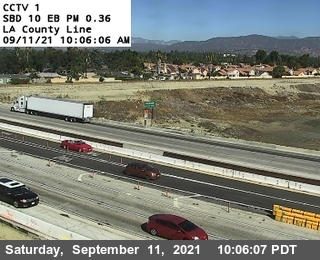 CCTV 1
SBD 10 EB PM 0.36
LA County Line
09/11/21 10:06:06 AM
Saturday, September 11, 2021 10:06:07 PDT